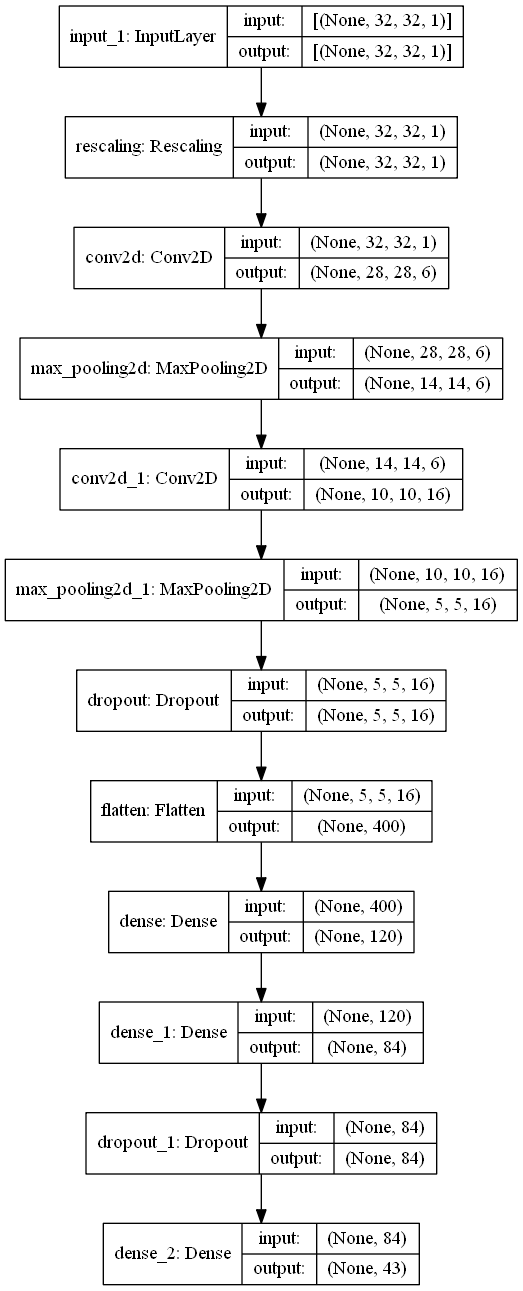 input_1: InputLayer
input: [(None, 32, 32, 1)]
output: [(None, 32, 32, 1)]
rescaling: Rescaling
input: (None, 32, 32, 1)
output: (None, 32, 32, 1)
conv2d: Conv2D
input: (None, 32, 32, 1)
output: (None, 28, 28, 6)
max_pooling2d: MaxPooling2D
input: (None, 28, 28, 6)
output: (None, 14, 14, 6)
conv2d_1: Conv2D
input: (None, 14, 14, 6)
output: (None, 10, 10, 16)
max_pooling2d_1: MaxPooling2D
input: (None, 10, 10, 16)
output: (None, 5, 5, 16)
dropout: Dropout
input: (None, 5, 5, 16)
output: (None, 5, 5, 16)
flatten: Flatten
input: (None, 5, 5, 16)
output: (None, 400)
dense: Dense
input: (None, 400)
output: (None, 120)
dense_1: Dense
input: (None, 120)
output: (None, 84)
dropout_1: Dropout
input: (None, 84)
output: (None, 84)
dense_2: Dense
input: (None, 84)
output: (None, 43)